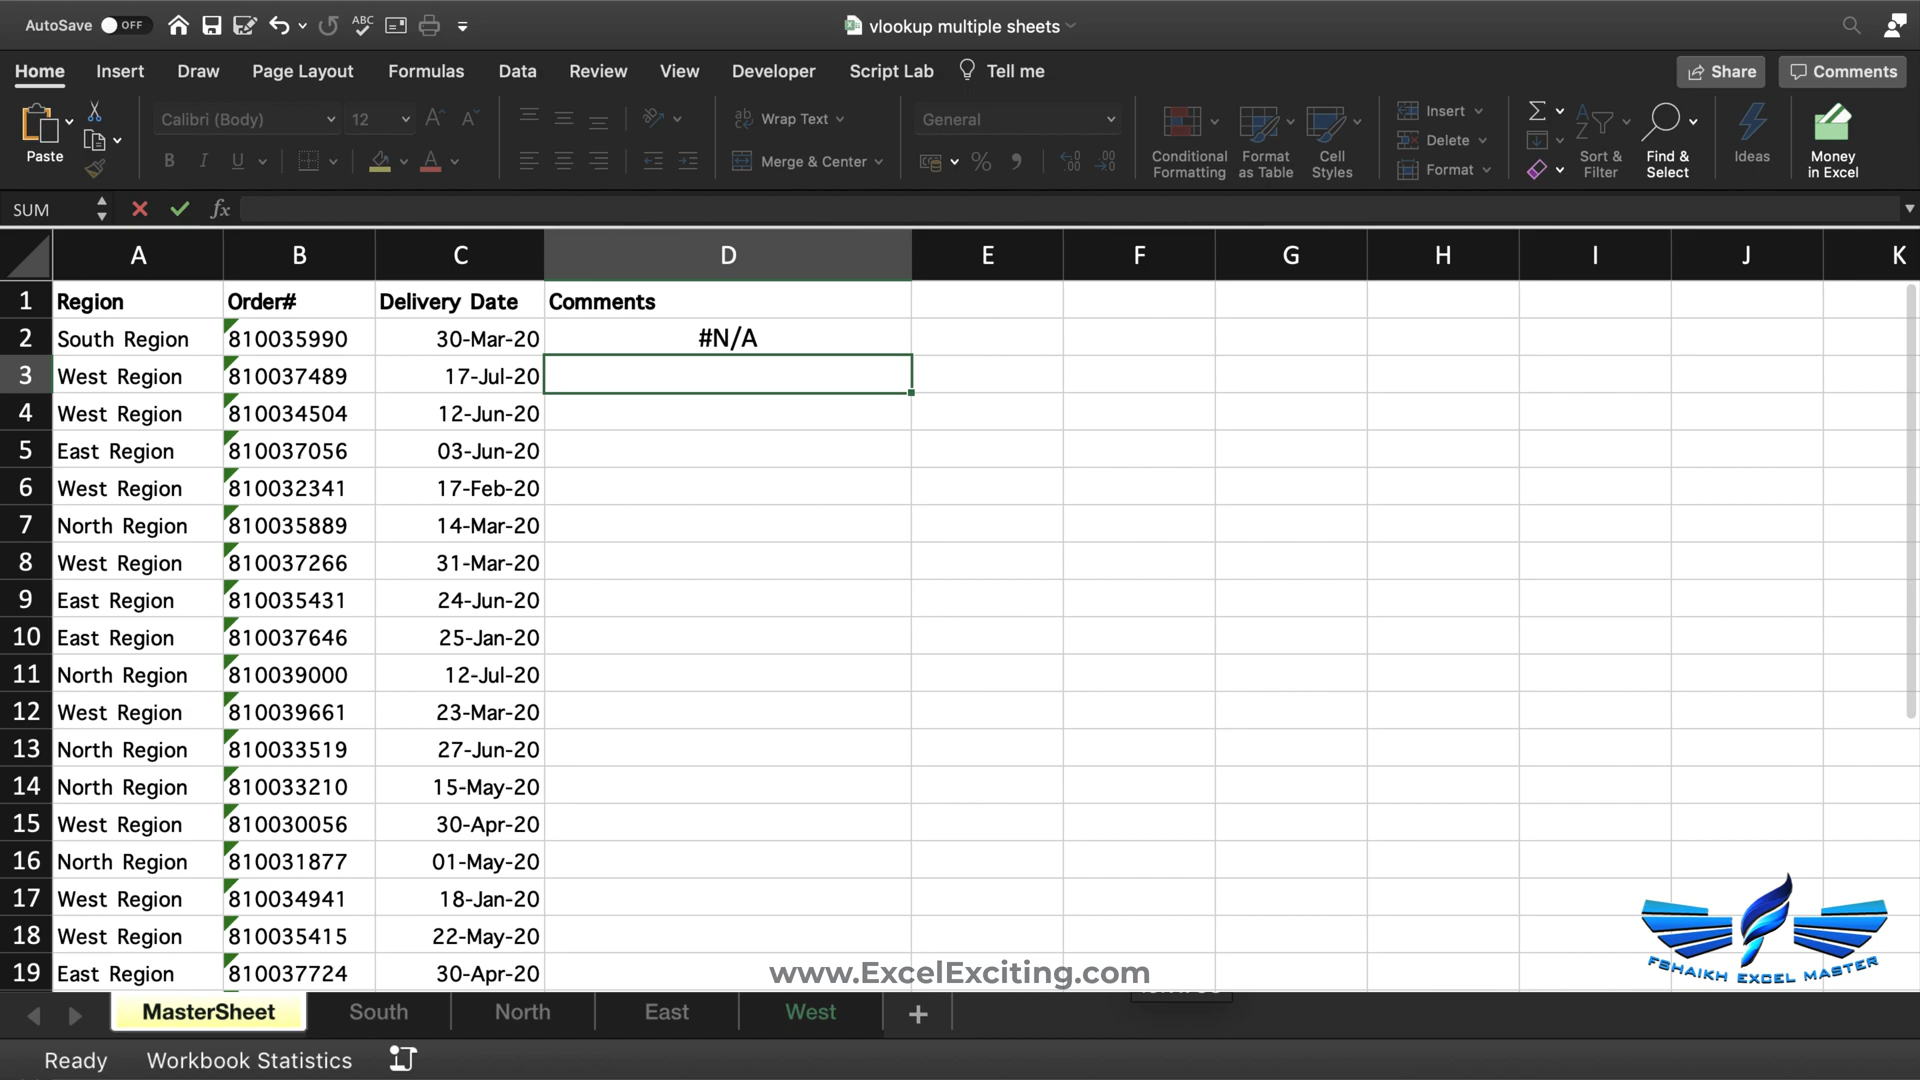 AutoSave OFF ABC vlookup multiple sheets
Home Insert Draw Page Layout Formulas Data Review View Developer Script Lab Tell me Share Comments
Paste Calibri (Body) 12 Wrap Text General Insert
B I U A Merge & Center % Conditional Formatting Format as Table Cell Styles Delete Format Sort & Filter Find & Select Ideas Money in Excel
SUM fx
A B C D E F G H I J K
1 Region Order# Delivery Date Comments
2 South Region 810035990 30-Mar-20 #N/A
3 West Region 810037489 17-Jul-20
4 West Region 810034504 12-Jun-20
5 East Region 810037056 03-Jun-20
6 West Region 810032341 17-Feb-20
7 North Region 810035889 14-Mar-20
8 West Region 810037266 31-Mar-20
9 East Region 810035431 24-Jun-20
10 East Region 810037646 25-Jan-20
11 North Region 810039000 12-Jul-20
12 West Region 810039661 23-Mar-20
13 North Region 810033519 27-Jun-20
14 North Region 810033210 15-May-20
15 West Region 810030056 30-Apr-20
16 North Region 810031877 01-May-20
17 West Region 810034941 18-Jan-20
18 West Region 810035415 22-May-20
19 East Region 810037724 30-Apr-20
www.ExcelExciting.com
FSHAIKH EXCEL MASTER
MasterSheet South North East West +
Ready Workbook Statistics